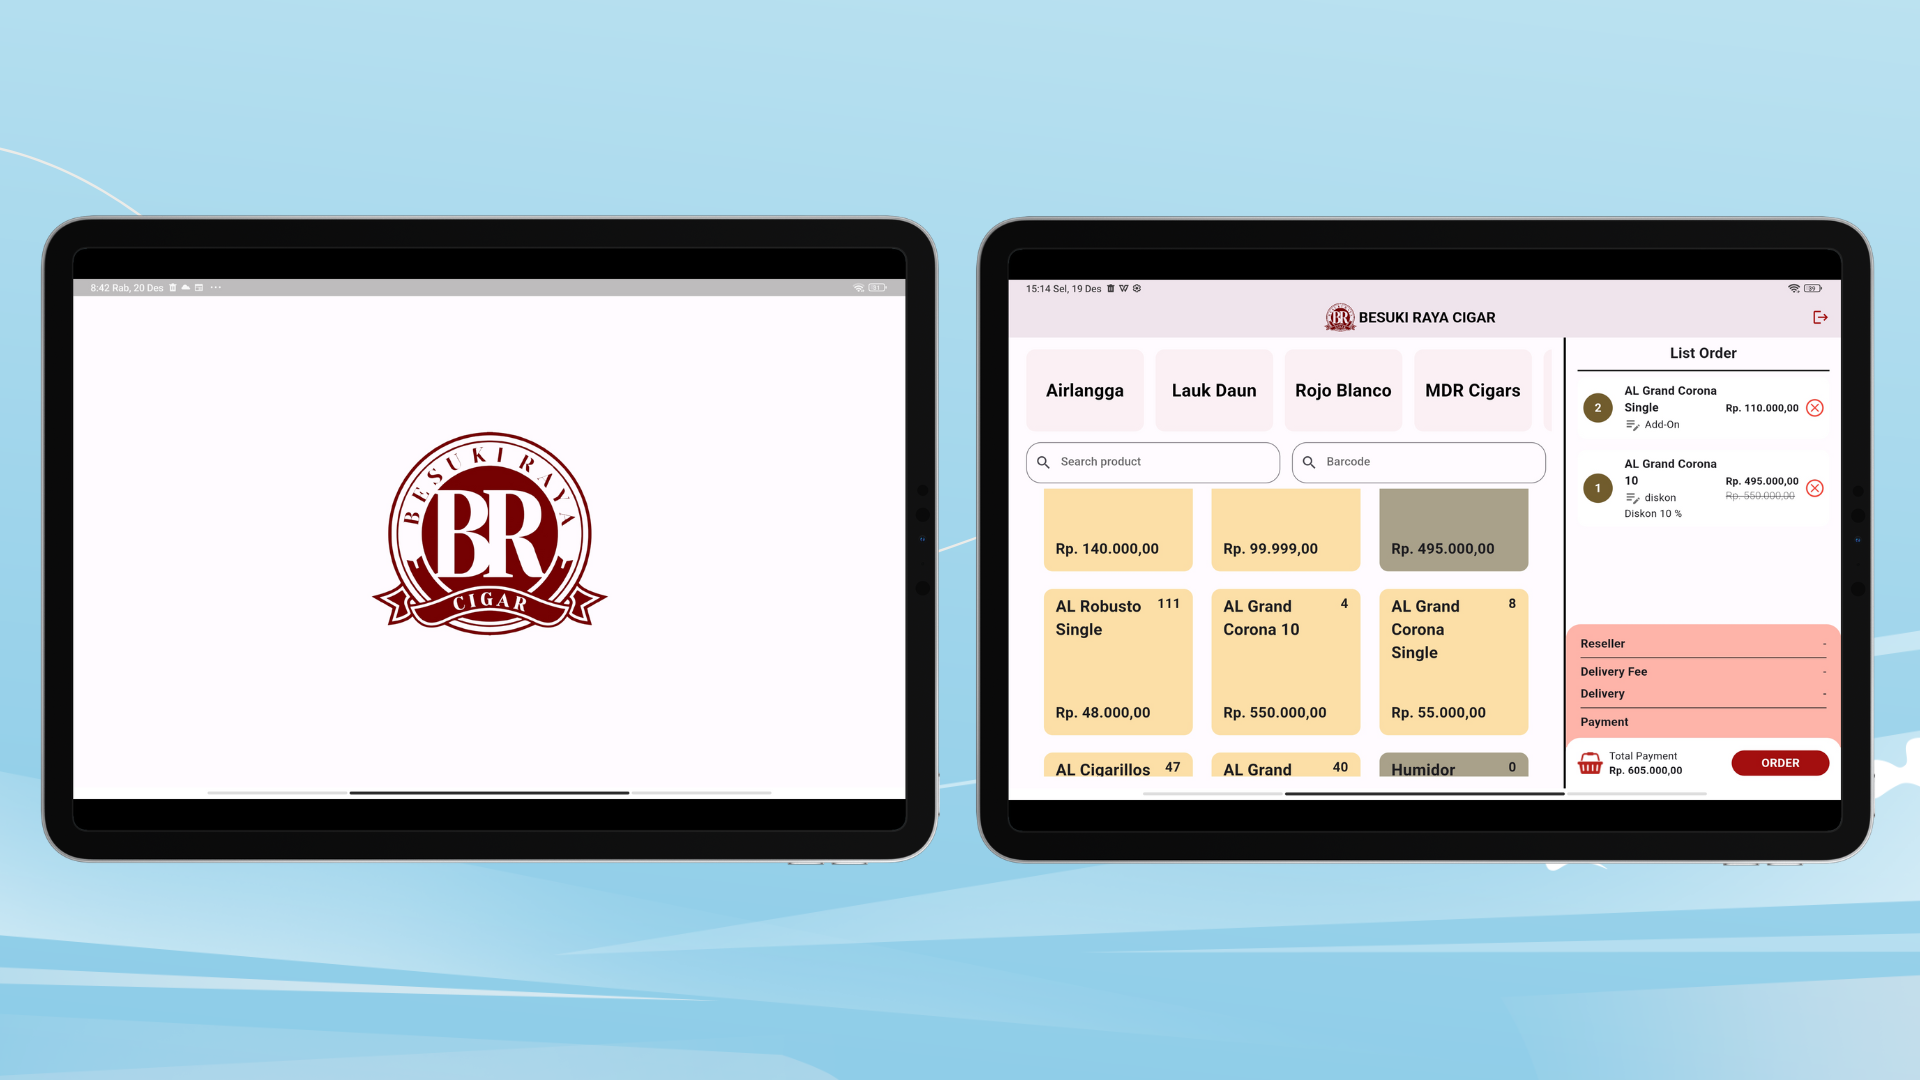 8:42 Rab, 20 Des
BESUKI RAYA
BR
CIGAR
15:14 Sel, 19 Des
89
BR BESUKI RAYA CIGAR
Airlangga
Lauk Daun
Rojo Blanco
MDR Cigars
Search product
Barcode
Rp. 140.000,00
Rp. 99.999,00
Rp. 495.000,00
AL Robusto 111
Single
Rp. 48.000,00
AL Grand 4
Corona 10
Rp. 550.000,00
AL Grand 8
Corona
Single
Rp. 55.000,00
AL Cigarillos 47
AL Grand 40
Humidor 0
List Order
2
AL Grand Corona
Single
Rp. 110.000,00
Add-On
1
AL Grand Corona
10
Rp. 495.000,00
Rp. 550.000,00
diskon
Diskon 10 %
Reseller -
Delivery Fee -
Delivery -
Payment
Total Payment
Rp. 605.000,00
ORDER